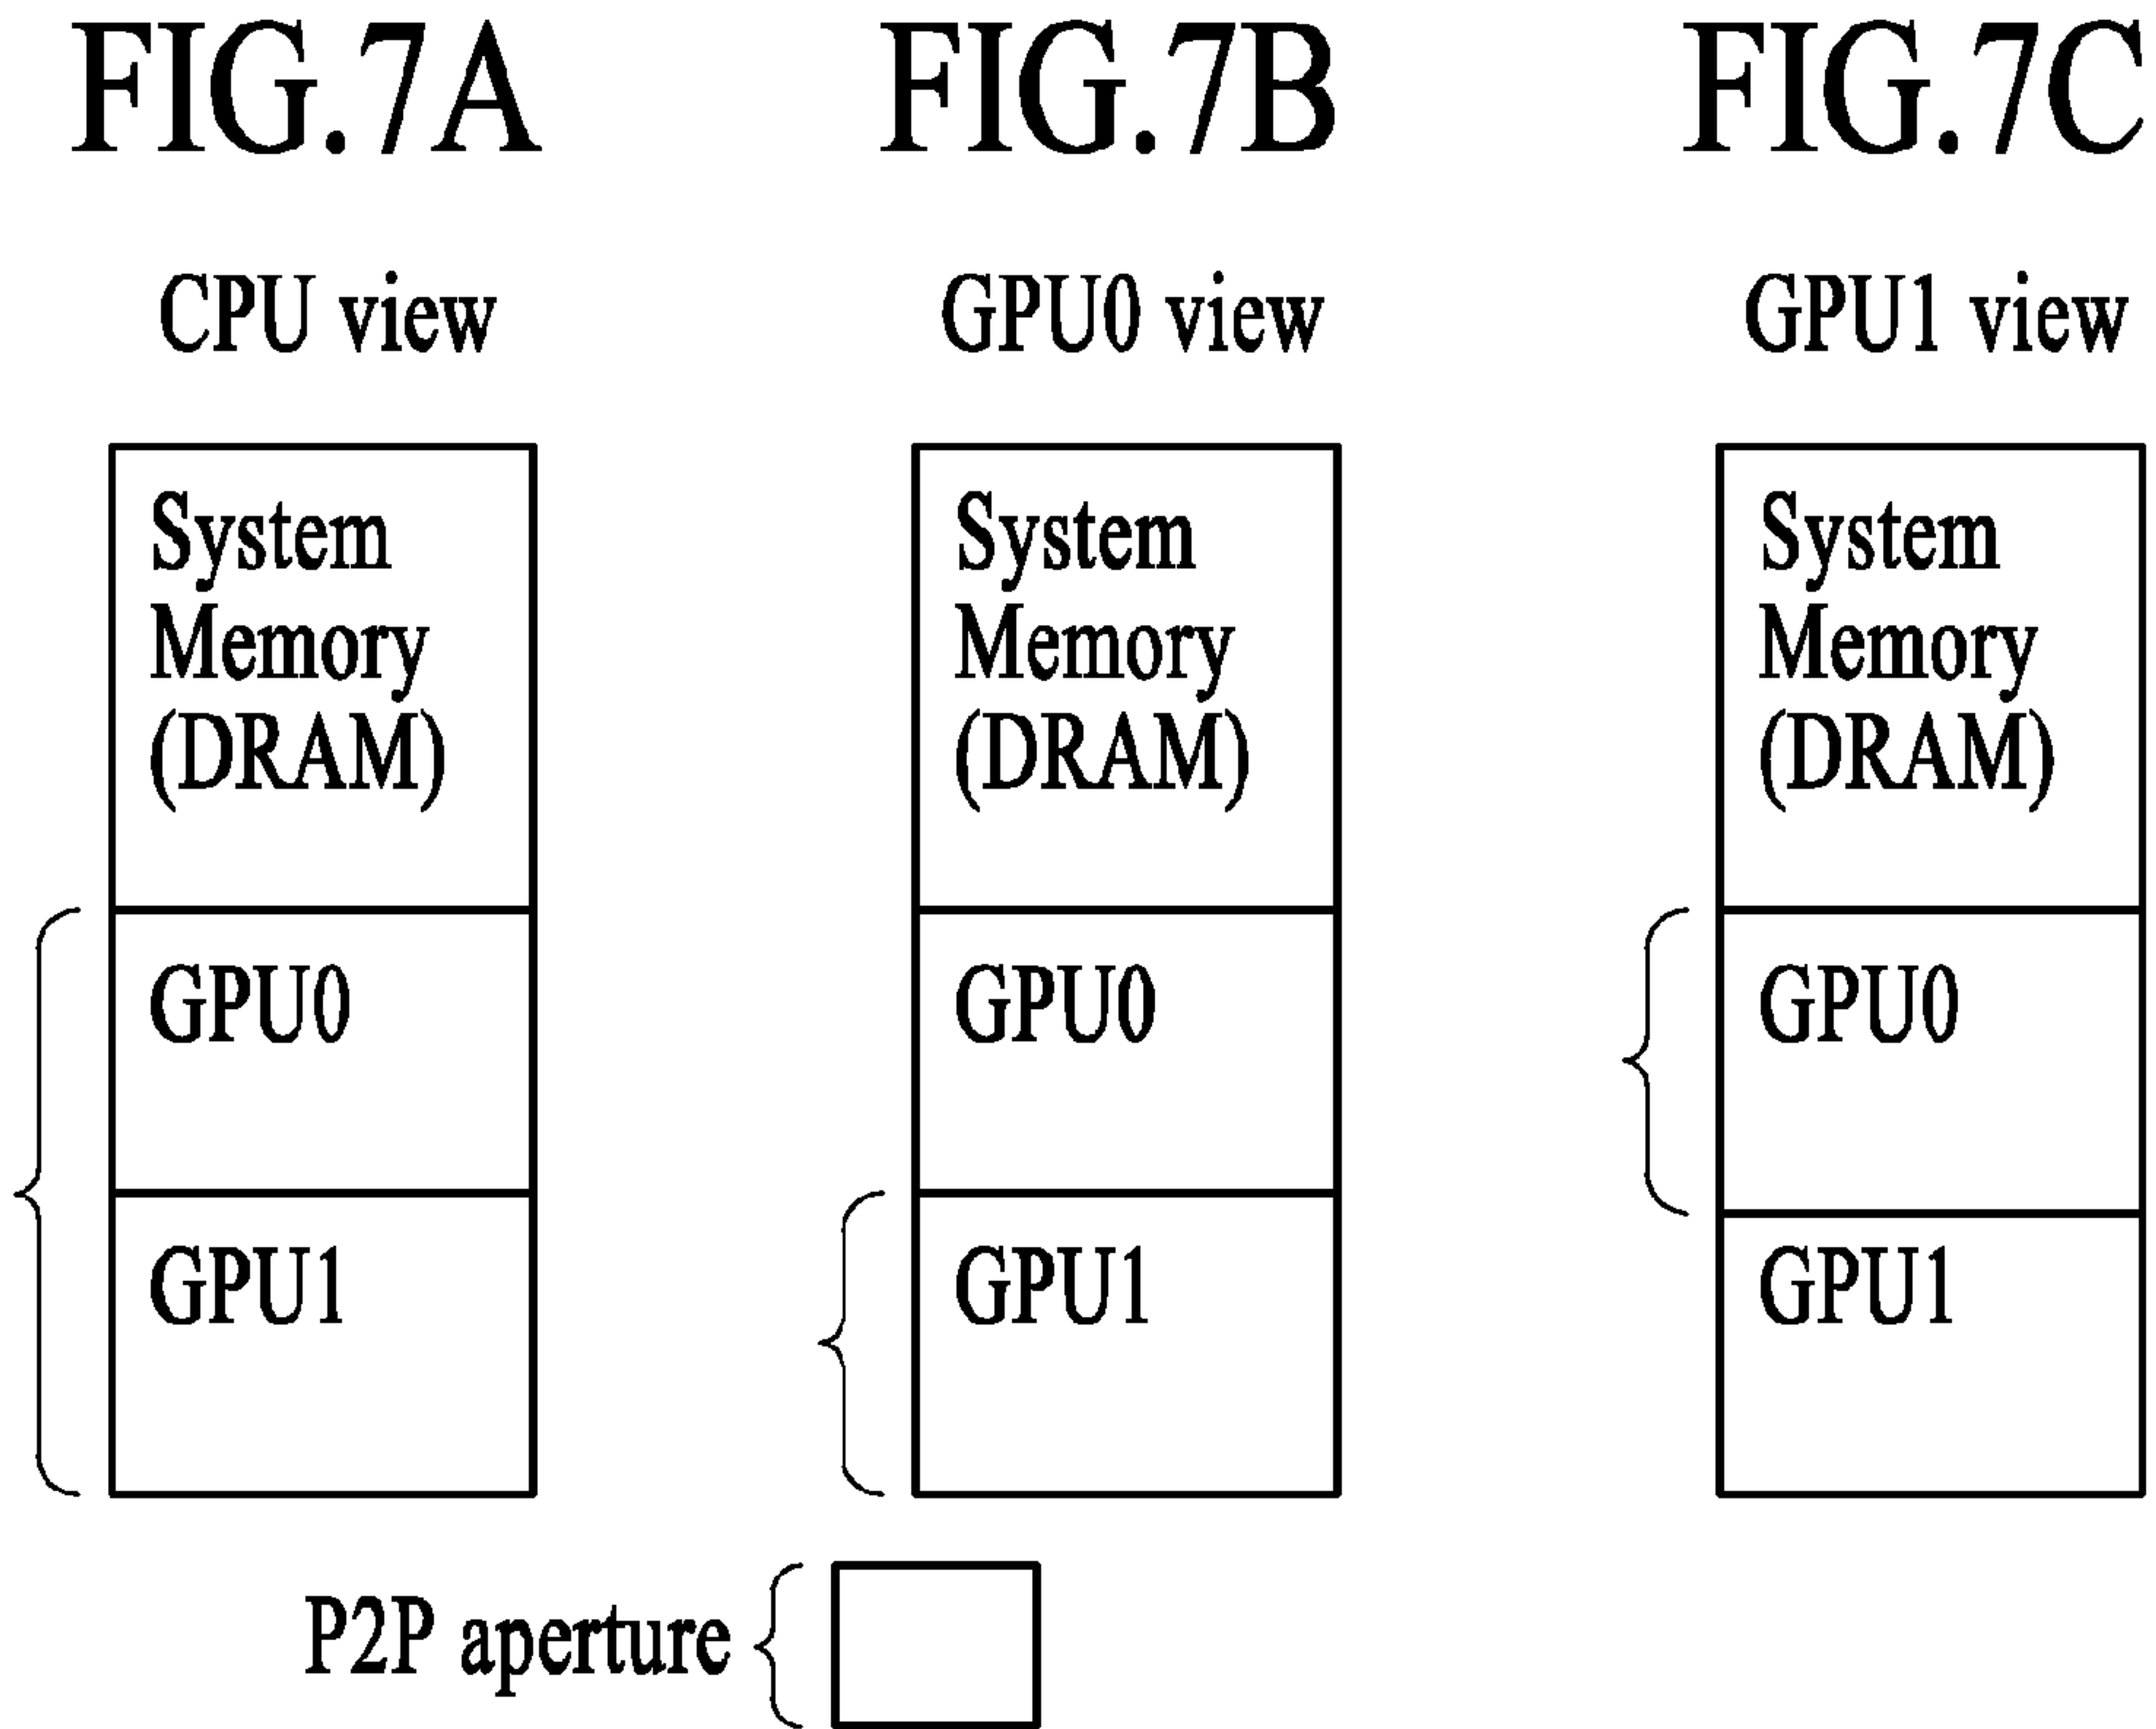 FIG.7A
FIG.7B
FIG.7C
CPU view
GPU0 view
GPU1 view
System
Memory
(DRAM)
GPU0
GPU1
System
Memory
(DRAM)
GPU0
GPU1
System
Memory
(DRAM)
GPU0
GPU1
P2P aperture